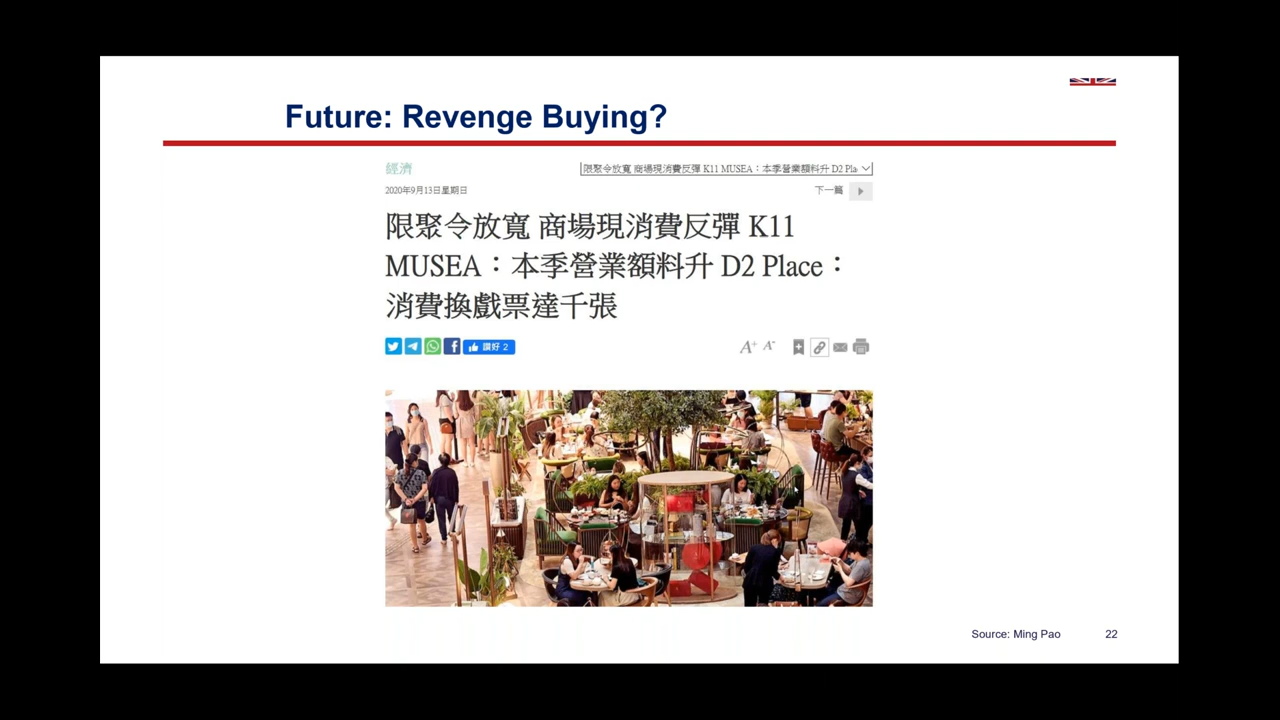 Future: Revenge Buying?
經濟
限聚令放寬 商場現消費反彈 K11 MUSEA：本季營業額料升 D2 Pla
2020年9月13日星期日
下一篇
限聚令放寬 商場現消費反彈 K11
MUSEA：本季營業額料升 D2 Place：
消費換戲票達千張
讚好 2
A+ A-
Source: Ming Pao
22